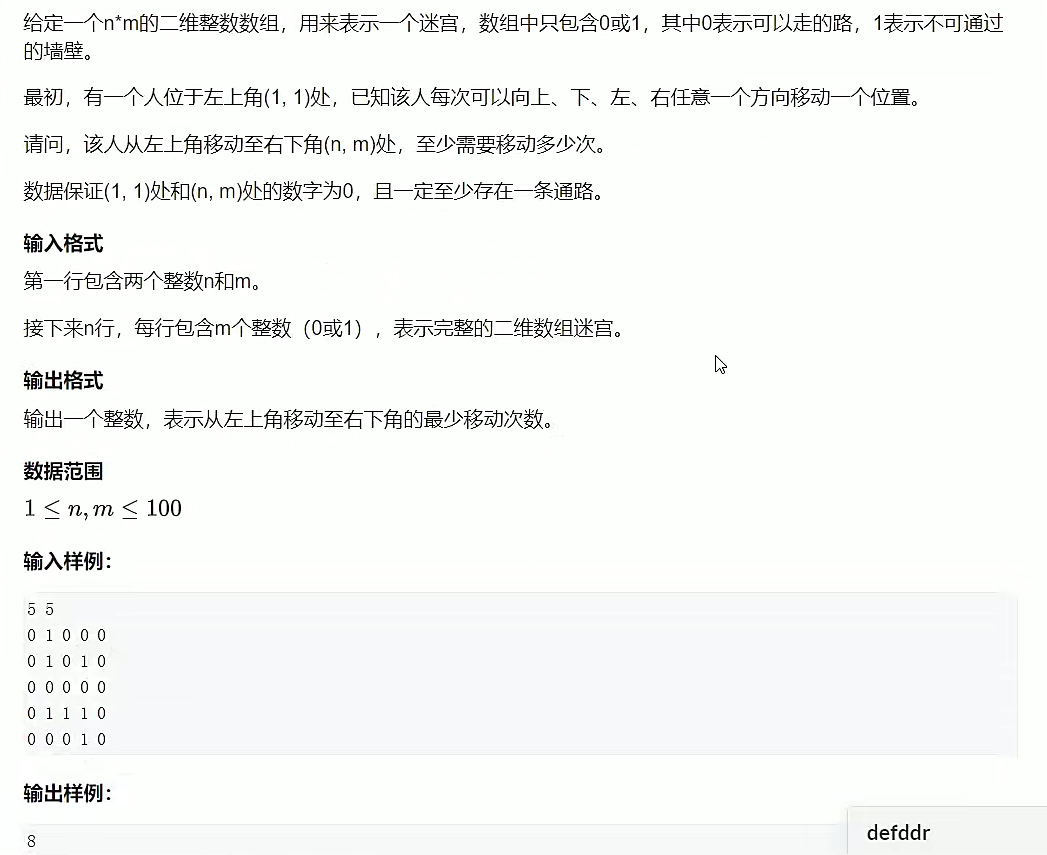 给定一个n*m的二维整数数组，用来表示一个迷宫，数组中只包含0或1，其中0表示可以走的路，1表示不可通过
的墙壁。
最初，有一个人位于左上角(1, 1)处，已知该人每次可以向上、下、左、右任意一个方向移动一个位置。
请问，该人从左上角移动至右下角(n, m)处，至少需要移动多少次。
数据保证(1, 1)处和(n, m)处的数字为0，且一定至少存在一条通路。
输入格式
第一行包含两个整数n和m。
接下来n行，每行包含m个整数（0或1），表示完整的二维数组迷宫。
输出格式
输出一个整数，表示从左上角移动至右下角的最少移动次数。
数据范围
1 ≤ n, m ≤ 100
输入样例：
5 5
0 1 0 0 0
0 1 0 1 0
0 0 0 0 0
0 1 1 1 0
0 0 0 1 0
输出样例：
8
defddr